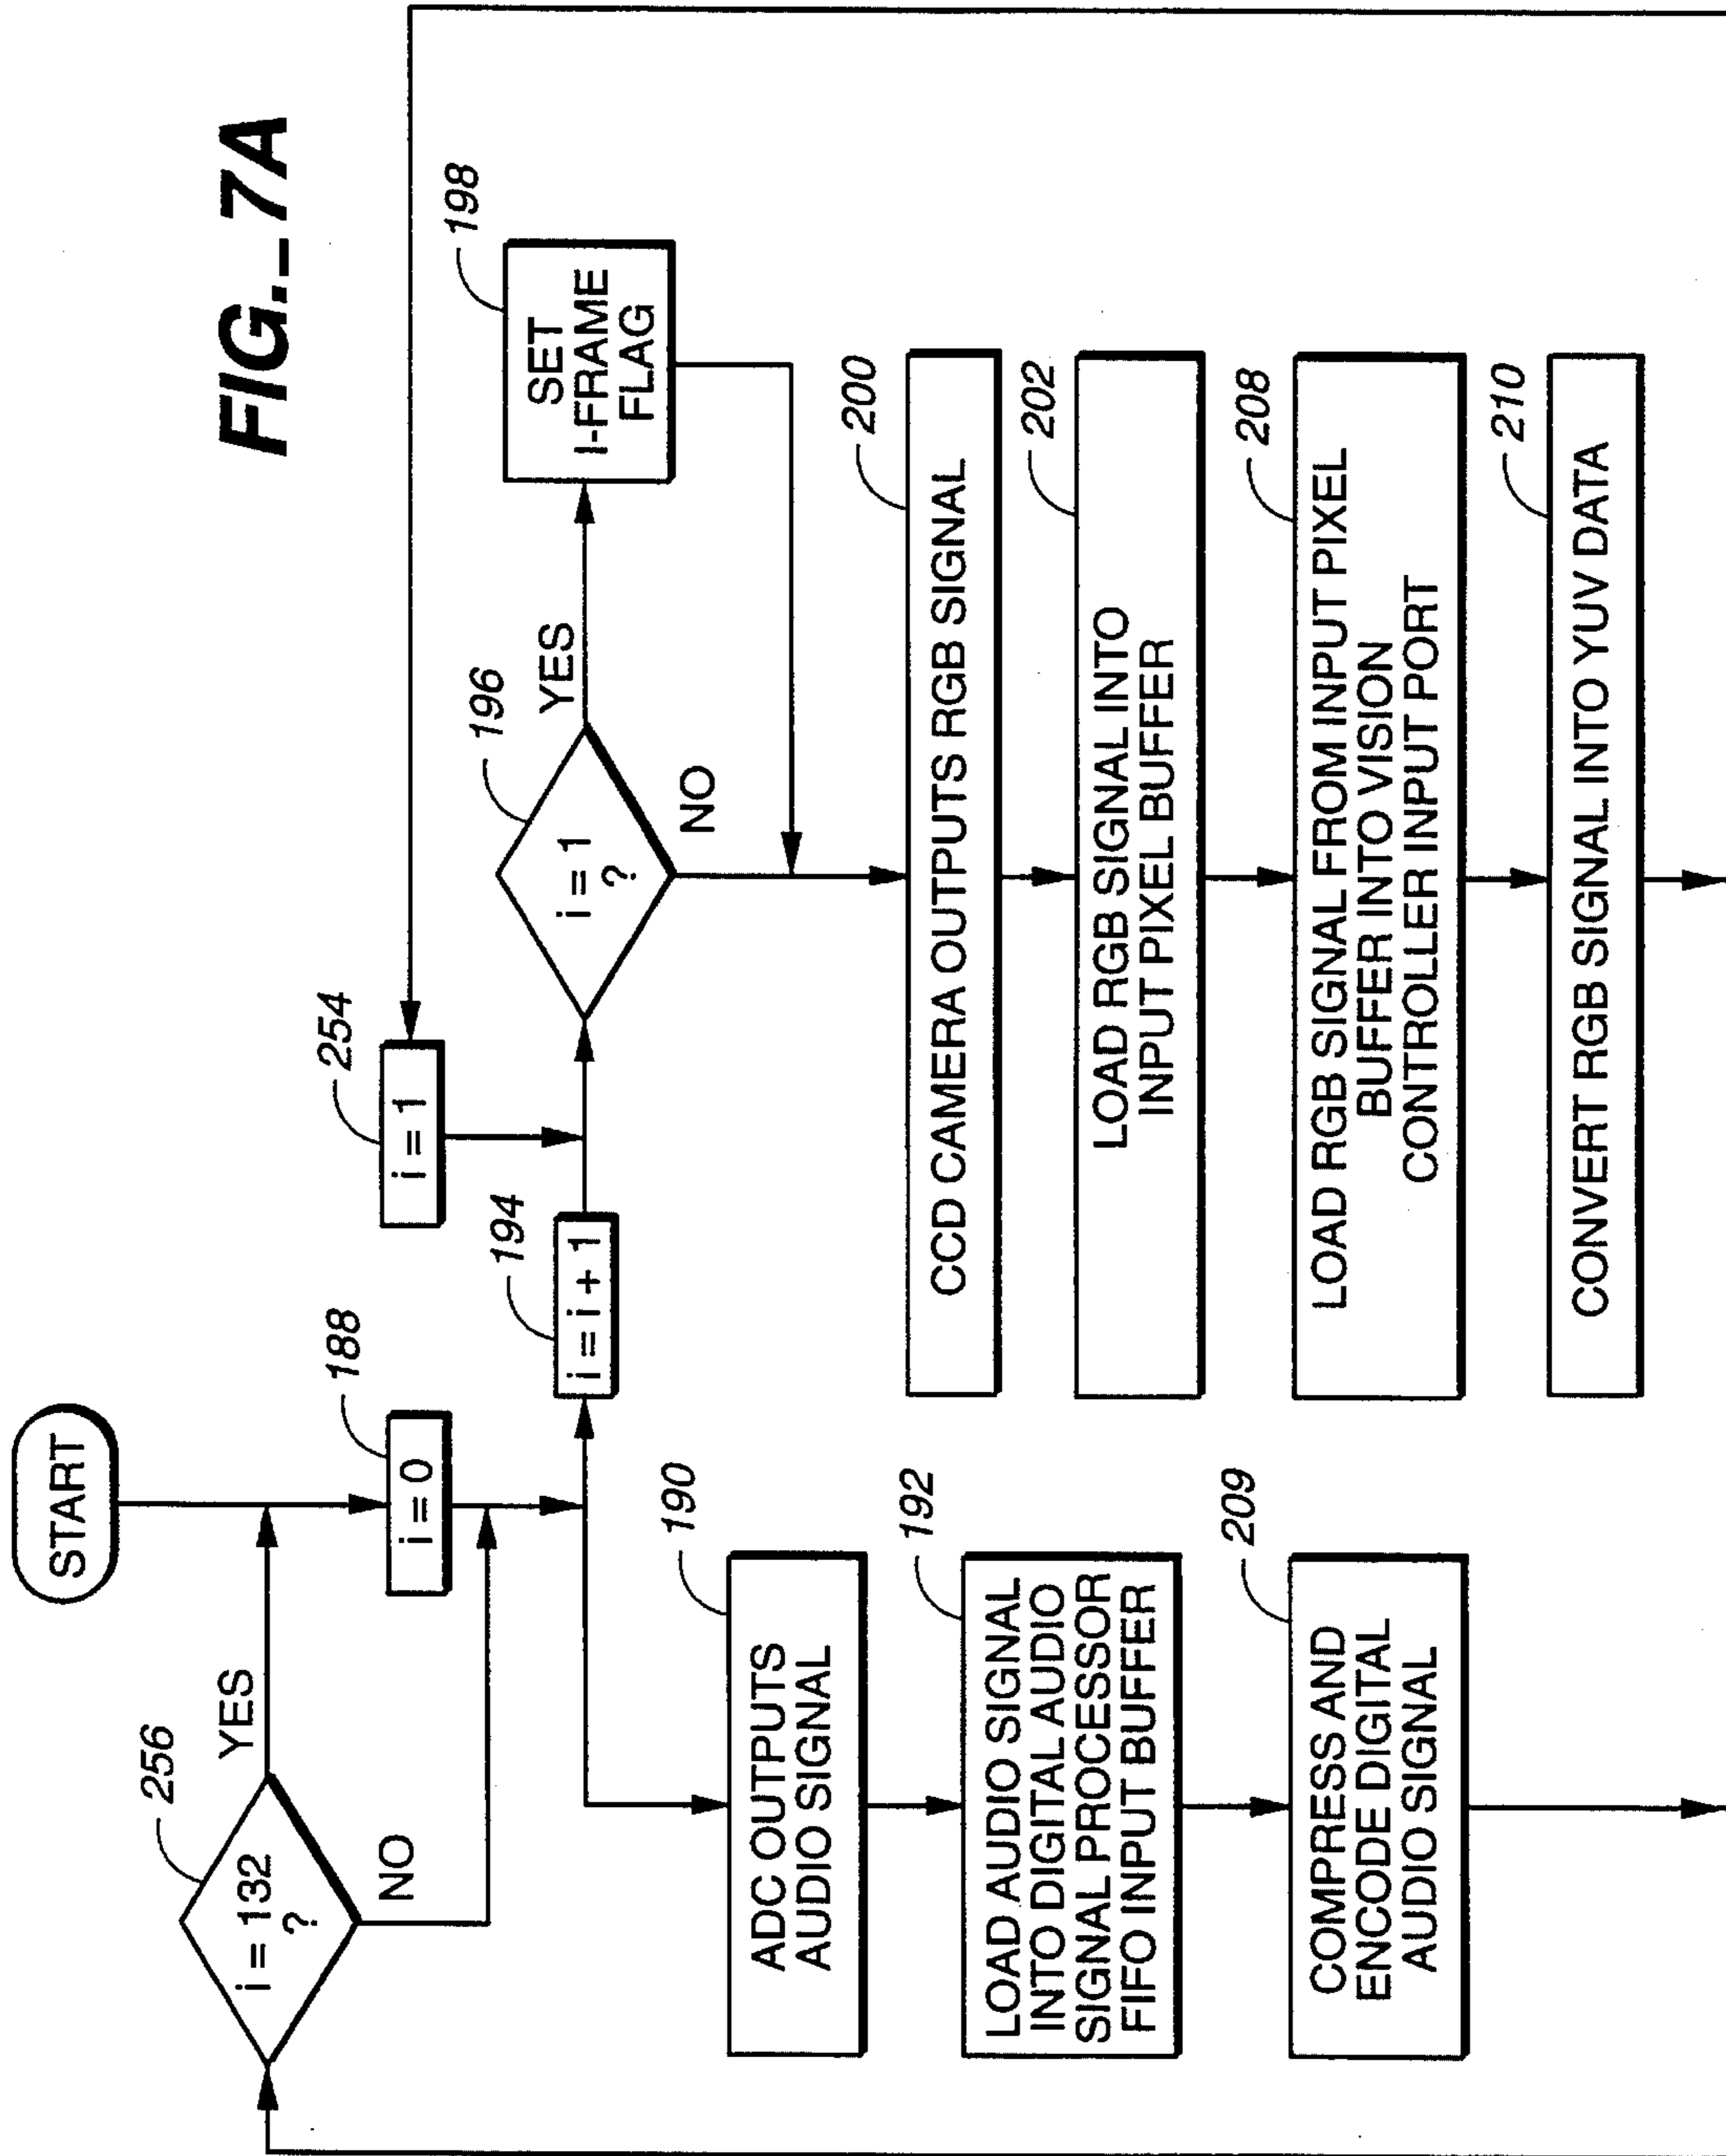 FIG._7A
START
256
i = 132
?
YES
NO
188
i = 0
254
i = 1
194
i = i + 1
196
i = 1
?
YES
NO
198
SET
I-FRAME
FLAG
190
ADC OUTPUTS
AUDIO SIGNAL
192
LOAD AUDIO SIGNAL
INTO DIGITAL AUDIO
SIGNAL PROCESSOR
FIFO INPUT BUFFER
209
COMPRESS AND
ENCODE DIGITAL
AUDIO SIGNAL
200
CCD CAMERA OUTPUTS RGB SIGNAL
202
LOAD RGB SIGNAL INTO
INPUT PIXEL BUFFER
208
LOAD RGB SIGNAL FROM INPUT PIXEL
BUFFER INTO VISION
CONTROLLER INPUT PORT
210
CONVERT RGB SIGNAL INTO YUV DATA